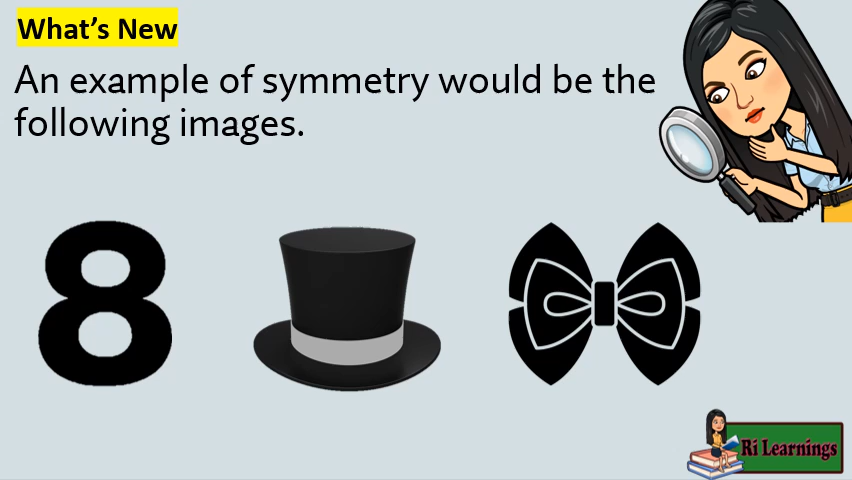 What's New
An example of symmetry would be the
following images.
8
Ri Learnings